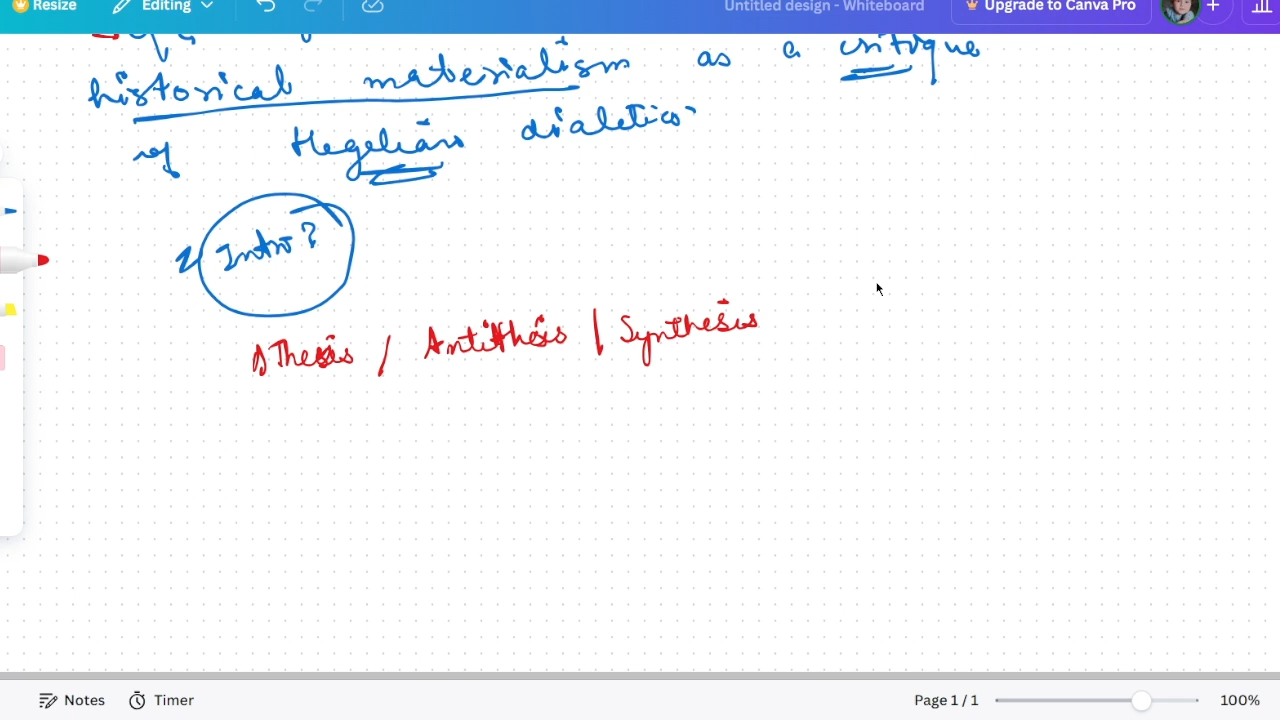 Resize Editing Untitled design - Whiteboard Upgrade to Canva Pro +
historical materialism as a critique
of Hegelian dialetics
Intro?
Thesis / Antithesis / Synthesis
Notes Timer Page 1 / 1 100%